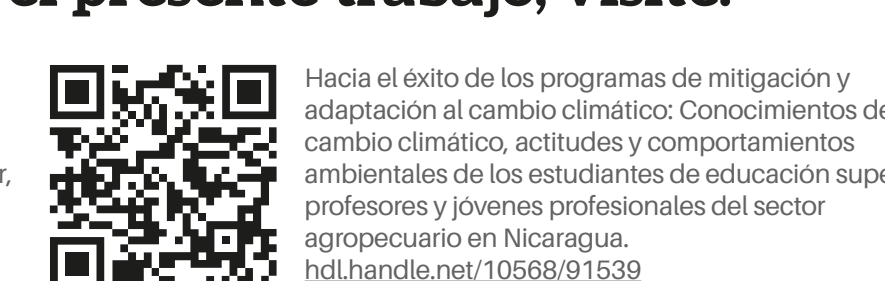 el presente trabajo, visite:
r,
Hacia el éxito de los programas de mitigación y
adaptación al cambio climático: Conocimientos de
cambio climático, actitudes y comportamientos
ambientales de los estudiantes de educación supe
profesores y jóvenes profesionales del sector
agropecuario en Nicaragua.
hdl.handle.net/10568/91539